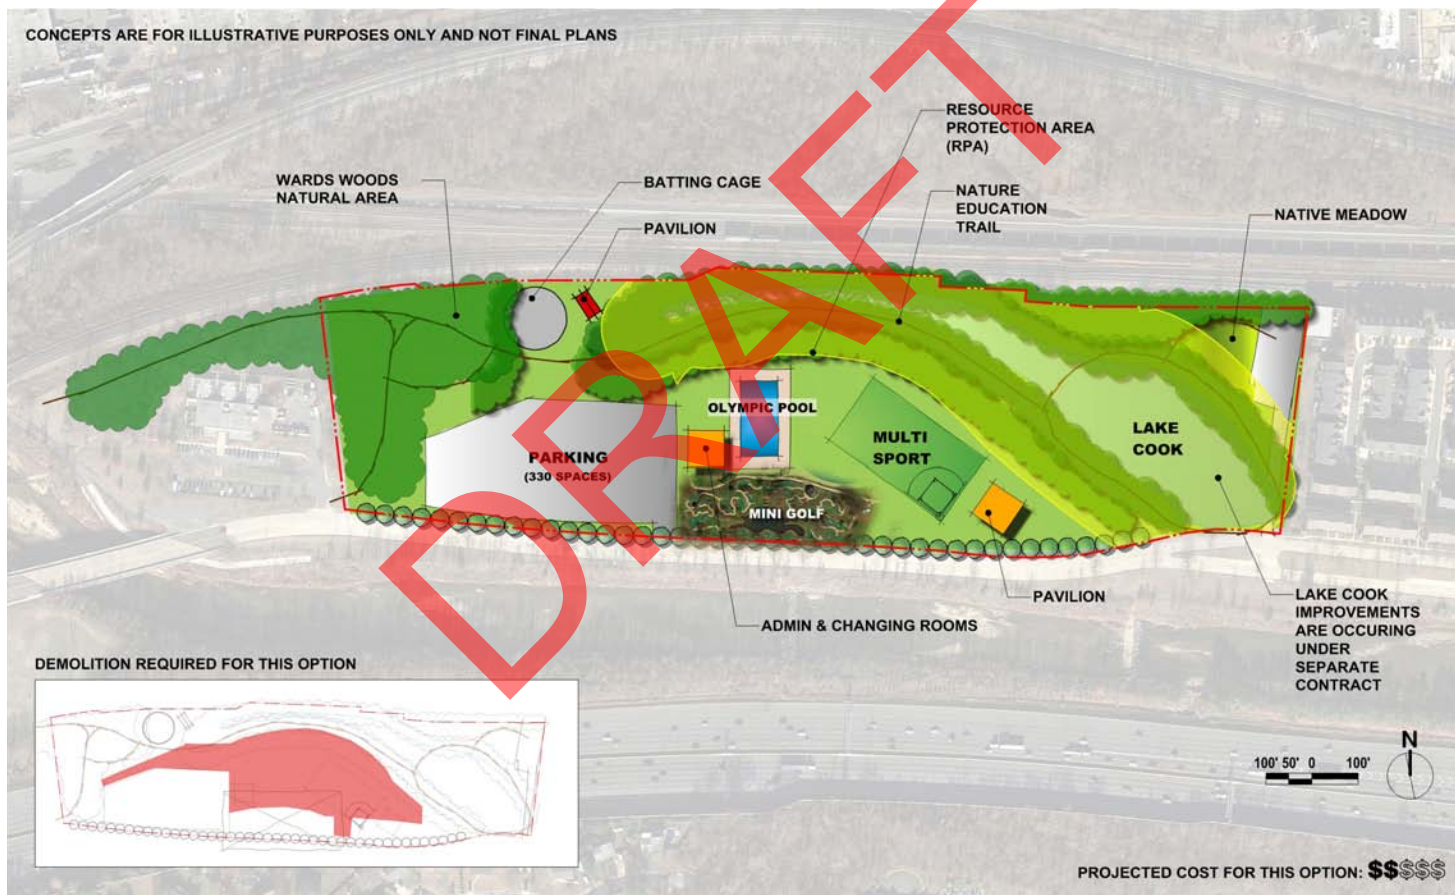 CONCEPTS ARE FOR ILLUSTRATIVE PURPOSES ONLY AND NOT FINAL PLANS
RESOURCE
PROTECTION AREA
(RPA)
WARDS WOODS
NATURAL AREA
BATTING CAGE
NATURE
EDUCATION
TRAIL
NATIVE MEADOW
PAVILION
OLYMPIC POOL
MULTI
SPORT
LAKE
COOK
PARKING
(330 SPACES)
MINI GOLF
PAVILION
ADMIN & CHANGING ROOMS
LAKE COOK
IMPROVEMENTS
ARE OCCURING
UNDER
SEPARATE
CONTRACT
DRAFT
DEMOLITION REQUIRED FOR THIS OPTION
N
100' 50' 0 100'
PROJECTED COST FOR THIS OPTION: $$$$$